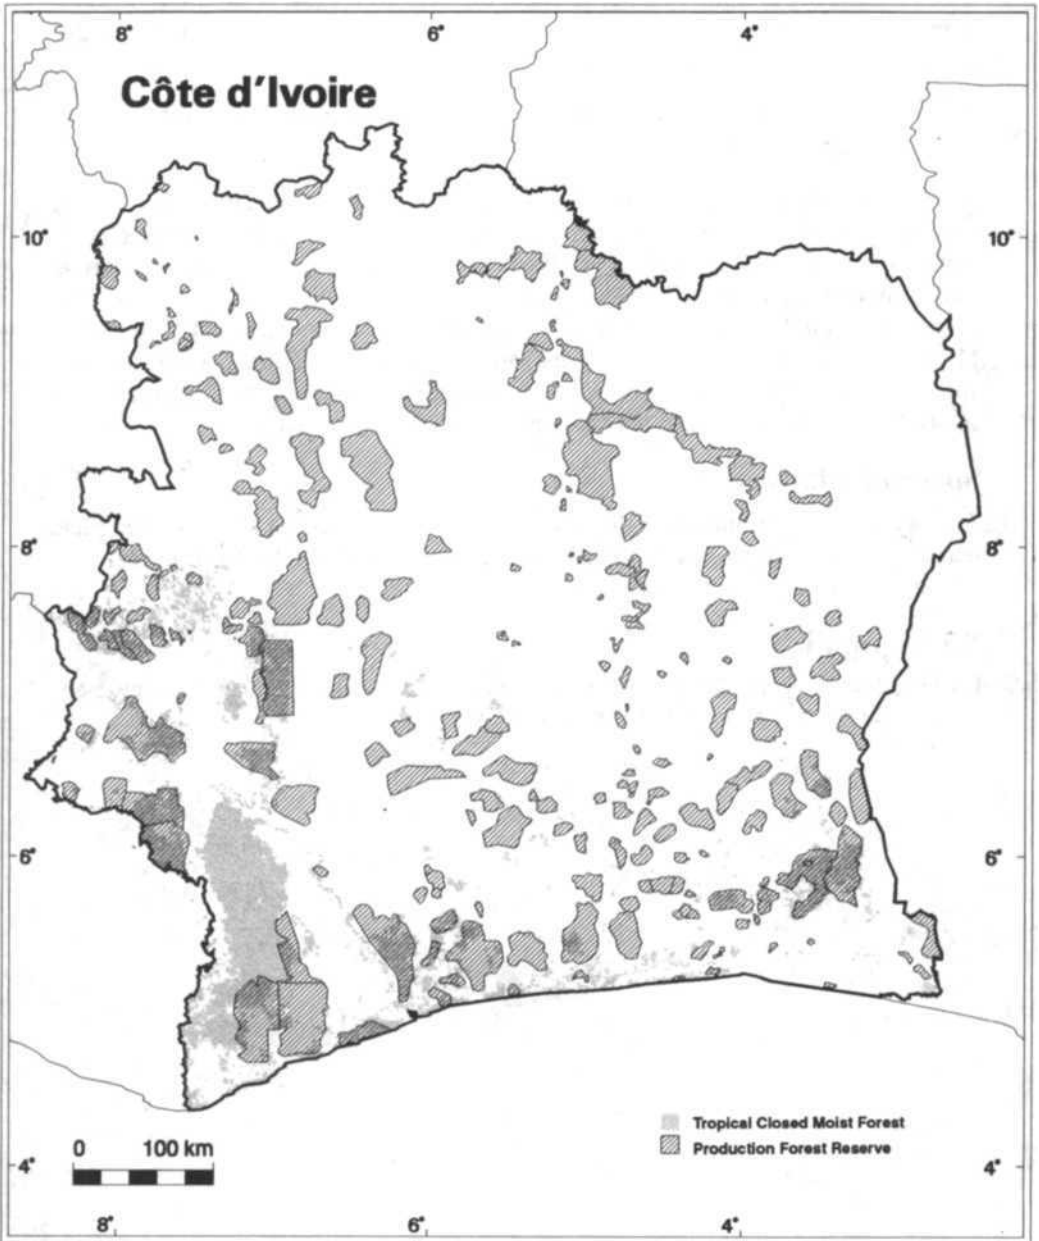 8° 6° 4°
Côte d'Ivoire
10° 10°
8° 8°
6° 6°
Tropical Closed Moist Forest
0 100 km
Production Forest Reserve
4° 4°
8° 6° 4°